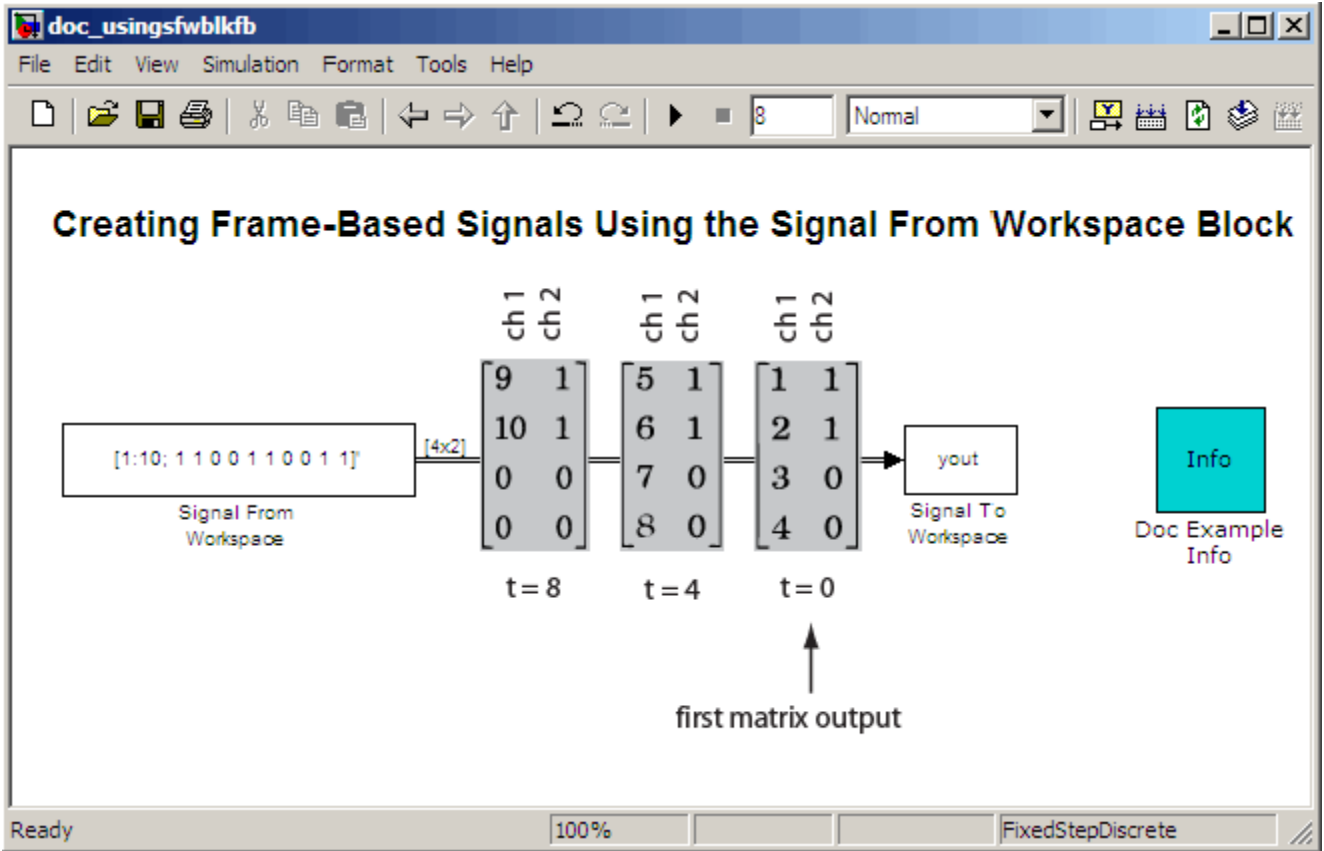 doc_usingsfwblkfb
File Edit View Simulation Format Tools Help
8 Normal
Creating Frame-Based Signals Using the Signal From Workspace Block
ch 1 ch 2 ch 1 ch 2 ch 1 ch 2
9 1 5 1 1 1
10 1 6 1 2 1
0 0 7 0 3 0
0 0 8 0 4 0
[1:10; 1 1 0 0 1 1 0 0 1 1]'
[4x2]
yout
Info
Signal From
Workspace
Signal To
Workspace
Doc Example
Info
t = 8 t = 4 t = 0
first matrix output
Ready 100% FixedStepDiscrete